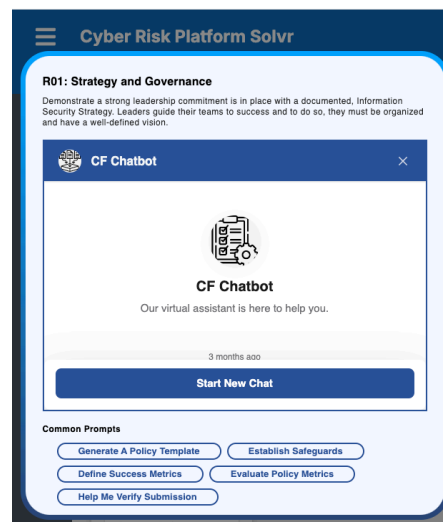 Cyber Risk Platform Solvr
R01: Strategy and Governance
Demonstrate a strong leadership commitment is in place with a documented, Information
Security Strategy. Leaders guide their teams to success and to do so, they must be organized
and have a well-defined vision.
CF Chatbot
CF Chatbot
Our virtual assistant is here to help you.
3 months ago
Start New Chat
Common Prompts
Generate A Policy Template
Establish Safeguards
Define Success Metrics
Evaluate Policy Metrics
Help Me Verify Submission